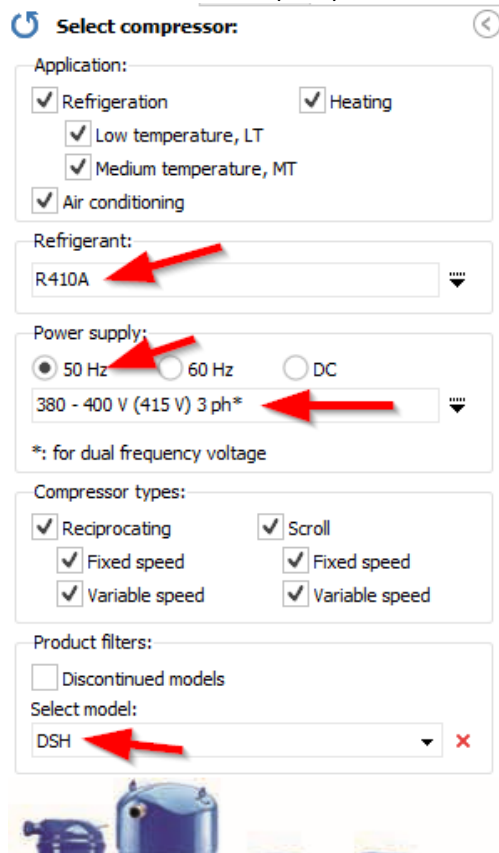 Select compressor:
Application:
Refrigeration Heating
Low temperature, LT
Medium temperature, MT
Air conditioning
Refrigerant:
R410A
Power supply:
50 Hz 60 Hz DC
380 - 400 V (415 V) 3 ph*
*: for dual frequency voltage
Compressor types:
Reciprocating Scroll
Fixed speed Fixed speed
Variable speed Variable speed
Product filters:
Discontinued models
Select model:
DSH